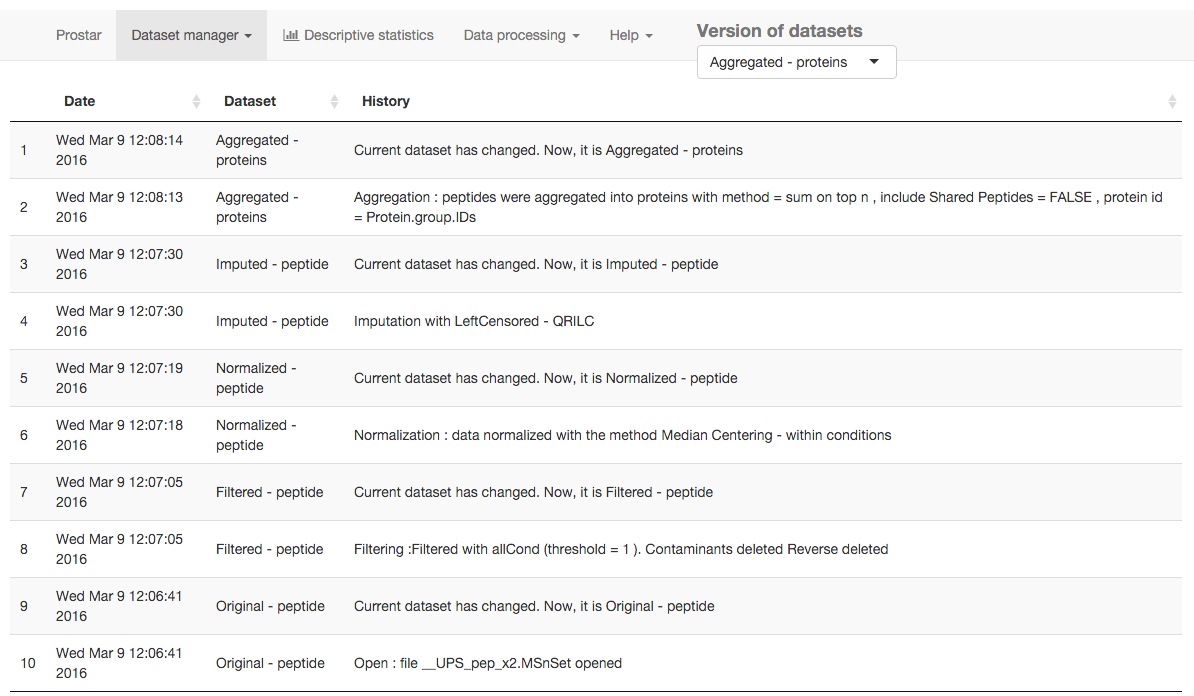 Prostar Dataset manager Descriptive statistics Data processing Help Version of datasets
Aggregated - proteins
Date Dataset History
1 Wed Mar 9 12:08:14 2016 Aggregated - proteins Current dataset has changed. Now, it is Aggregated - proteins
2 Wed Mar 9 12:08:13 2016 Aggregated - proteins Aggregation : peptides were aggregated into proteins with method = sum on top n , include Shared Peptides = FALSE , protein id = Protein.group.IDs
3 Wed Mar 9 12:07:30 2016 Imputed - peptide Current dataset has changed. Now, it is Imputed - peptide
4 Wed Mar 9 12:07:30 2016 Imputed - peptide Imputation with LeftCensored - QRILC
5 Wed Mar 9 12:07:19 2016 Normalized - peptide Current dataset has changed. Now, it is Normalized - peptide
6 Wed Mar 9 12:07:18 2016 Normalized - peptide Normalization : data normalized with the method Median Centering - within conditions
7 Wed Mar 9 12:07:05 2016 Filtered - peptide Current dataset has changed. Now, it is Filtered - peptide
8 Wed Mar 9 12:07:05 2016 Filtered - peptide Filtering :Filtered with allCond (threshold = 1 ). Contaminants deleted Reverse deleted
9 Wed Mar 9 12:06:41 2016 Original - peptide Current dataset has changed. Now, it is Original - peptide
10 Wed Mar 9 12:06:41 2016 Original - peptide Open : file __UPS_pep_x2.MSnSet opened